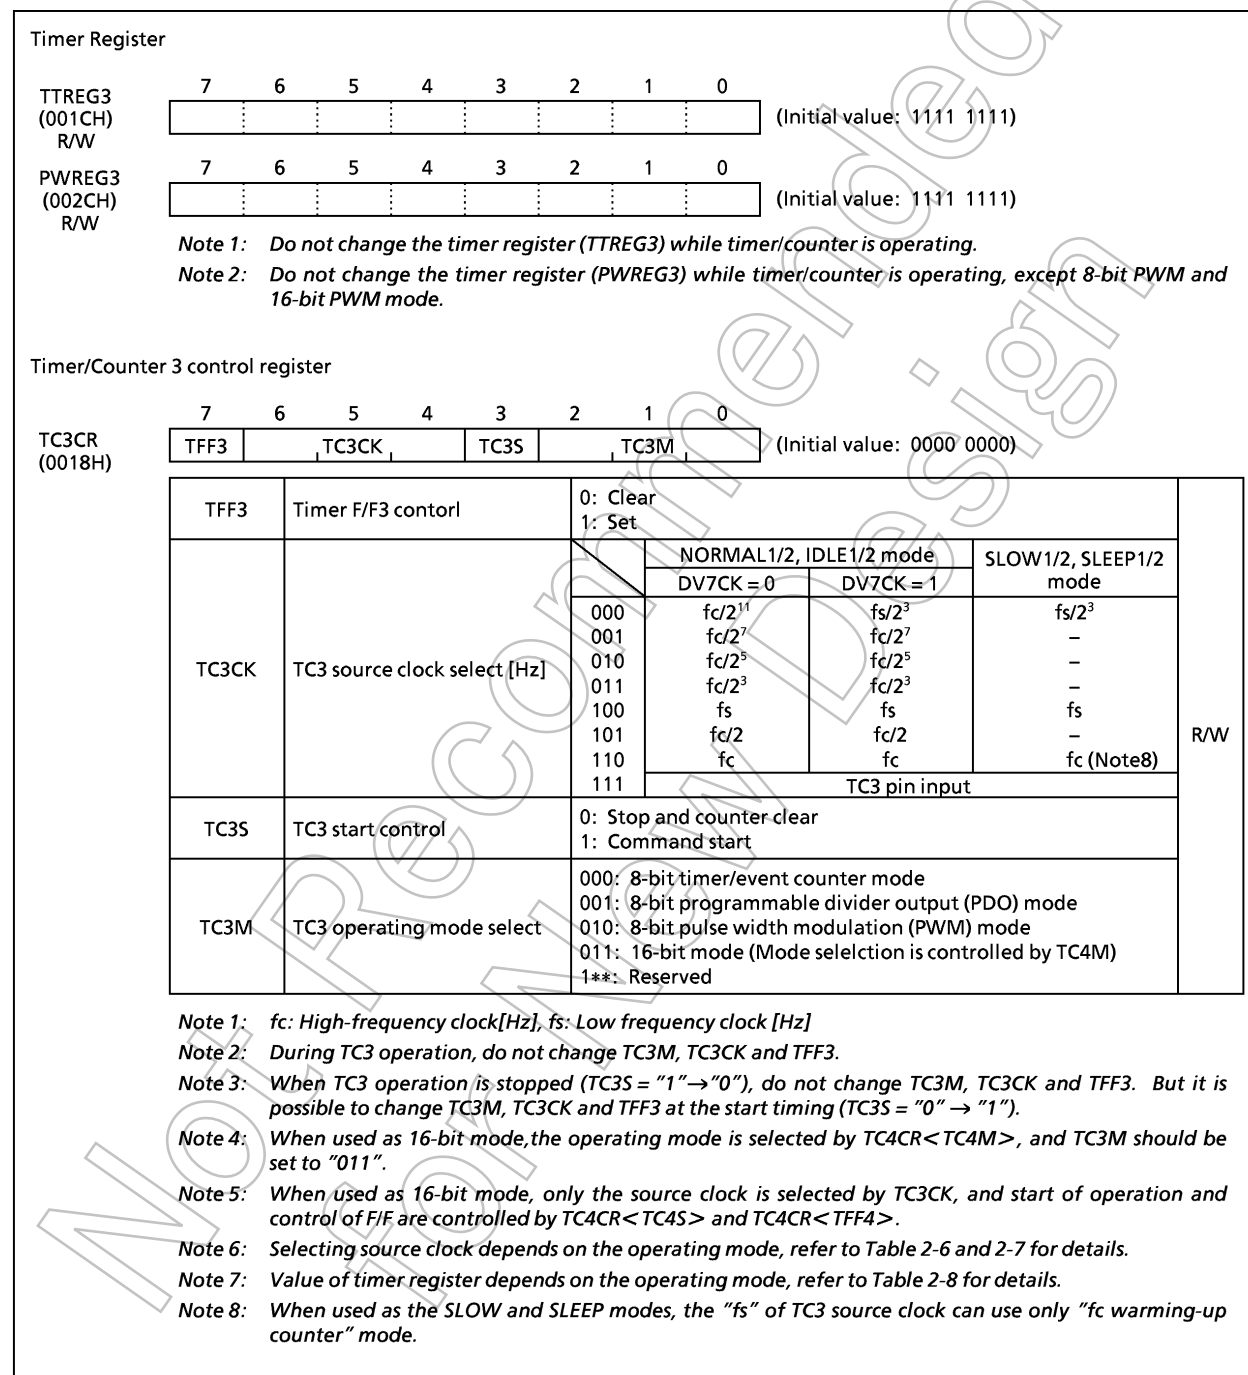 Timer Register
7 6 5 4 3 2 1 0
TTREG3
(001CH)
R/W
(Initial value: 1111 1111)
7 6 5 4 3 2 1 0
PWREG3
(002CH)
R/W
(Initial value: 1111 1111)
Note 1: Do not change the timer register (TTREG3) while timer/counter is operating.
Note 2: Do not change the timer register (PWREG3) while timer/counter is operating, except 8-bit PWM and
16-bit PWM mode.
Timer/Counter 3 control register
7 6 5 4 3 2 1 0
TC3CR
(0018H)
TFF3 TC3CK TC3S TC3M (Initial value: 0000 0000)
TFF3 Timer F/F3 contorl
0: Clear
1: Set
R/W
TC3CK TC3 source clock select [Hz]
NORMAL1/2, IDLE1/2 mode
SLOW1/2, SLEEP1/2
mode
DV7CK = 0 DV7CK = 1
000 fc/2¹¹ fs/2³ fs/2³
001 fc/2⁷ fc/2⁷ –
010 fc/2⁵ fc/2⁵ –
011 fc/2³ fc/2³ –
100 fs fs fs
101 fc/2 fc/2 –
110 fc fc fc (Note8)
111 TC3 pin input
TC3S TC3 start control
0: Stop and counter clear
1: Command start
TC3M TC3 operating mode select
000: 8-bit timer/event counter mode
001: 8-bit programmable divider output (PDO) mode
010: 8-bit pulse width modulation (PWM) mode
011: 16-bit mode (Mode selelction is controlled by TC4M)
1**: Reserved
Note 1: fc: High-frequency clock[Hz], fs: Low frequency clock [Hz]
Note 2: During TC3 operation, do not change TC3M, TC3CK and TFF3.
Note 3: When TC3 operation is stopped (TC3S = "1"→"0"), do not change TC3M, TC3CK and TFF3. But it is
possible to change TC3M, TC3CK and TFF3 at the start timing (TC3S = "0" → "1").
Note 4: When used as 16-bit mode,the operating mode is selected by TC4CR<TC4M>, and TC3M should be
set to "011".
Note 5: When used as 16-bit mode, only the source clock is selected by TC3CK, and start of operation and
control of F/F are controlled by TC4CR<TC4S> and TC4CR<TFF4>.
Note 6: Selecting source clock depends on the operating mode, refer to Table 2-6 and 2-7 for details.
Note 7: Value of timer register depends on the operating mode, refer to Table 2-8 for details.
Note 8: When used as the SLOW and SLEEP modes, the "fs" of TC3 source clock can use only "fc warming-up
counter" mode.
Not Recommended
for New Design